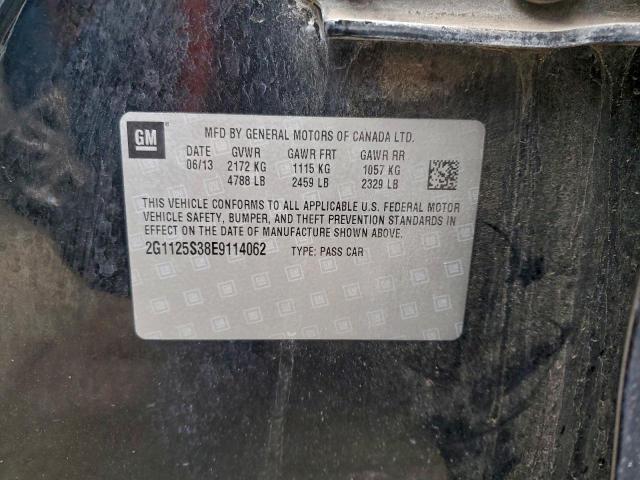 GM
MFD BY GENERAL MOTORS OF CANADA LTD.
DATE GVWR GAWR FRT GAWR RR
06/13 2172 KG 1115 KG 1057 KG
4788 LB 2459 LB 2329 LB
THIS VEHICLE CONFORMS TO ALL APPLICABLE U.S. FEDERAL MOTOR
VEHICLE SAFETY, BUMPER, AND THEFT PREVENTION STANDARDS IN
EFFECT ON THE DATE OF MANUFACTURE SHOWN ABOVE.
2G1125S38E9114062 TYPE: PASS CAR